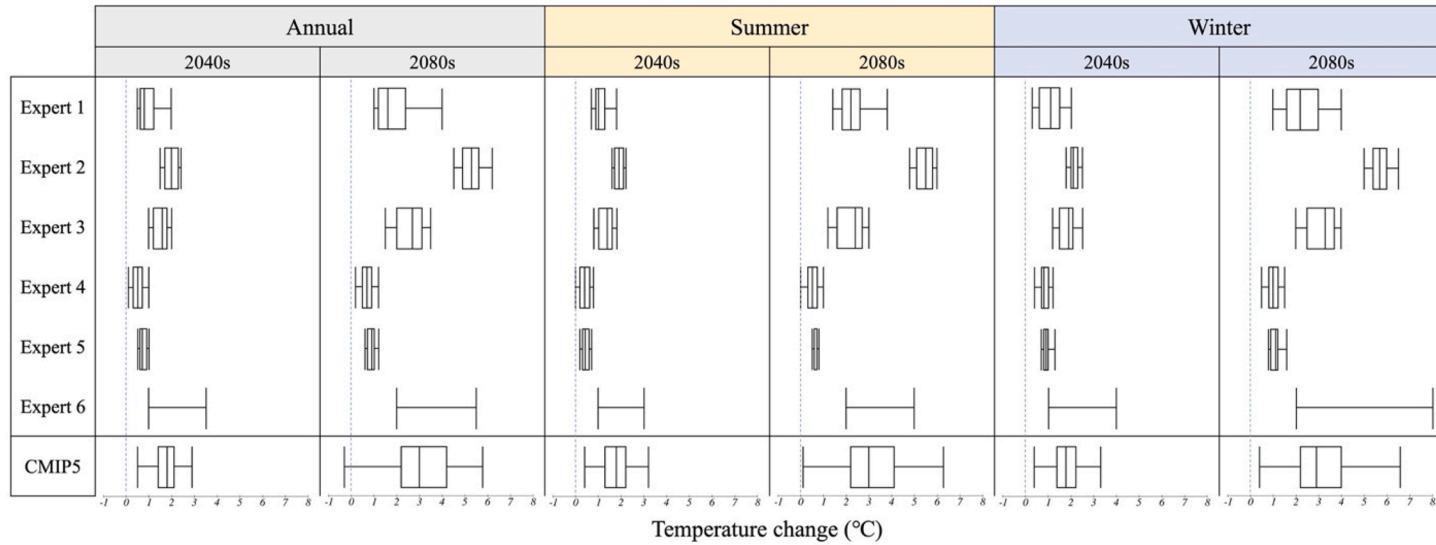 Annual Summer Winter
2040s 2080s 2040s 2080s 2040s 2080s
Expert 1
Expert 2
Expert 3
Expert 4
Expert 5
Expert 6
CMIP5
-1 0 1 2 3 4 5 6 7 8 -1 0 1 2 3 4 5 6 7 8 -1 0 1 2 3 4 5 6 7 8 -1 0 1 2 3 4 5 6 7 8 -1 0 1 2 3 4 5 6 7 8 -1 0 1 2 3 4 5 6 7 8
Temperature change (°C)